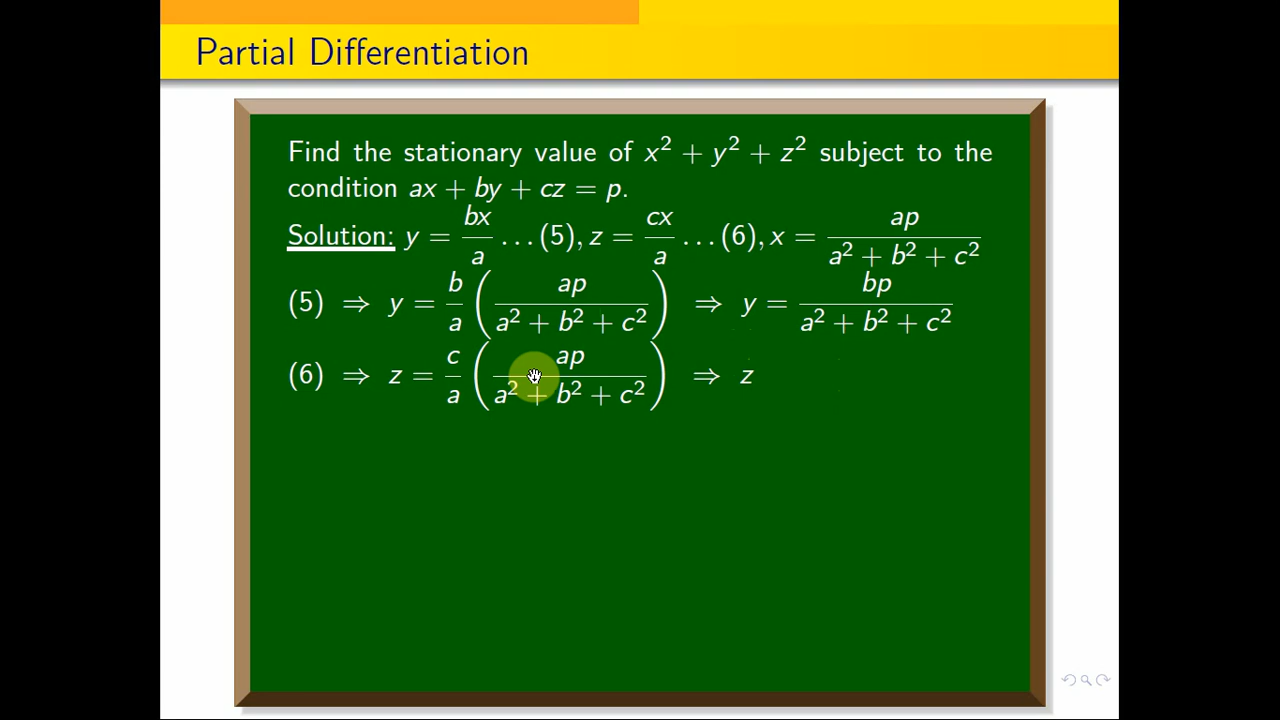 Partial Differentiation
Find the stationary value of x² + y² + z² subject to the
condition ax + by + cz = p.
Solution: y = bx/a ...(5), z = cx/a ...(6), x = ap/(a² + b² + c²)
(5) ⇒ y = b/a (ap/(a² + b² + c²)) ⇒ y = bp/(a² + b² + c²)
(6) ⇒ z = c/a (ap/(a² + b² + c²)) ⇒ z